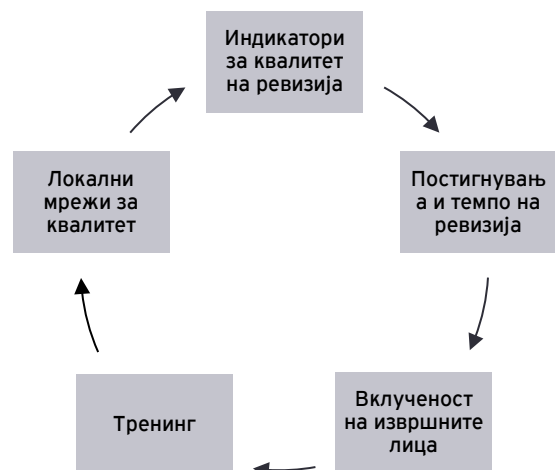 Индикатори
за квалитет
на ревизија
Локални
мрежи за
квалитет
Постигнувањ
а и темпо на
ревизија
Тренинг
Вклученост
на извршните
лица